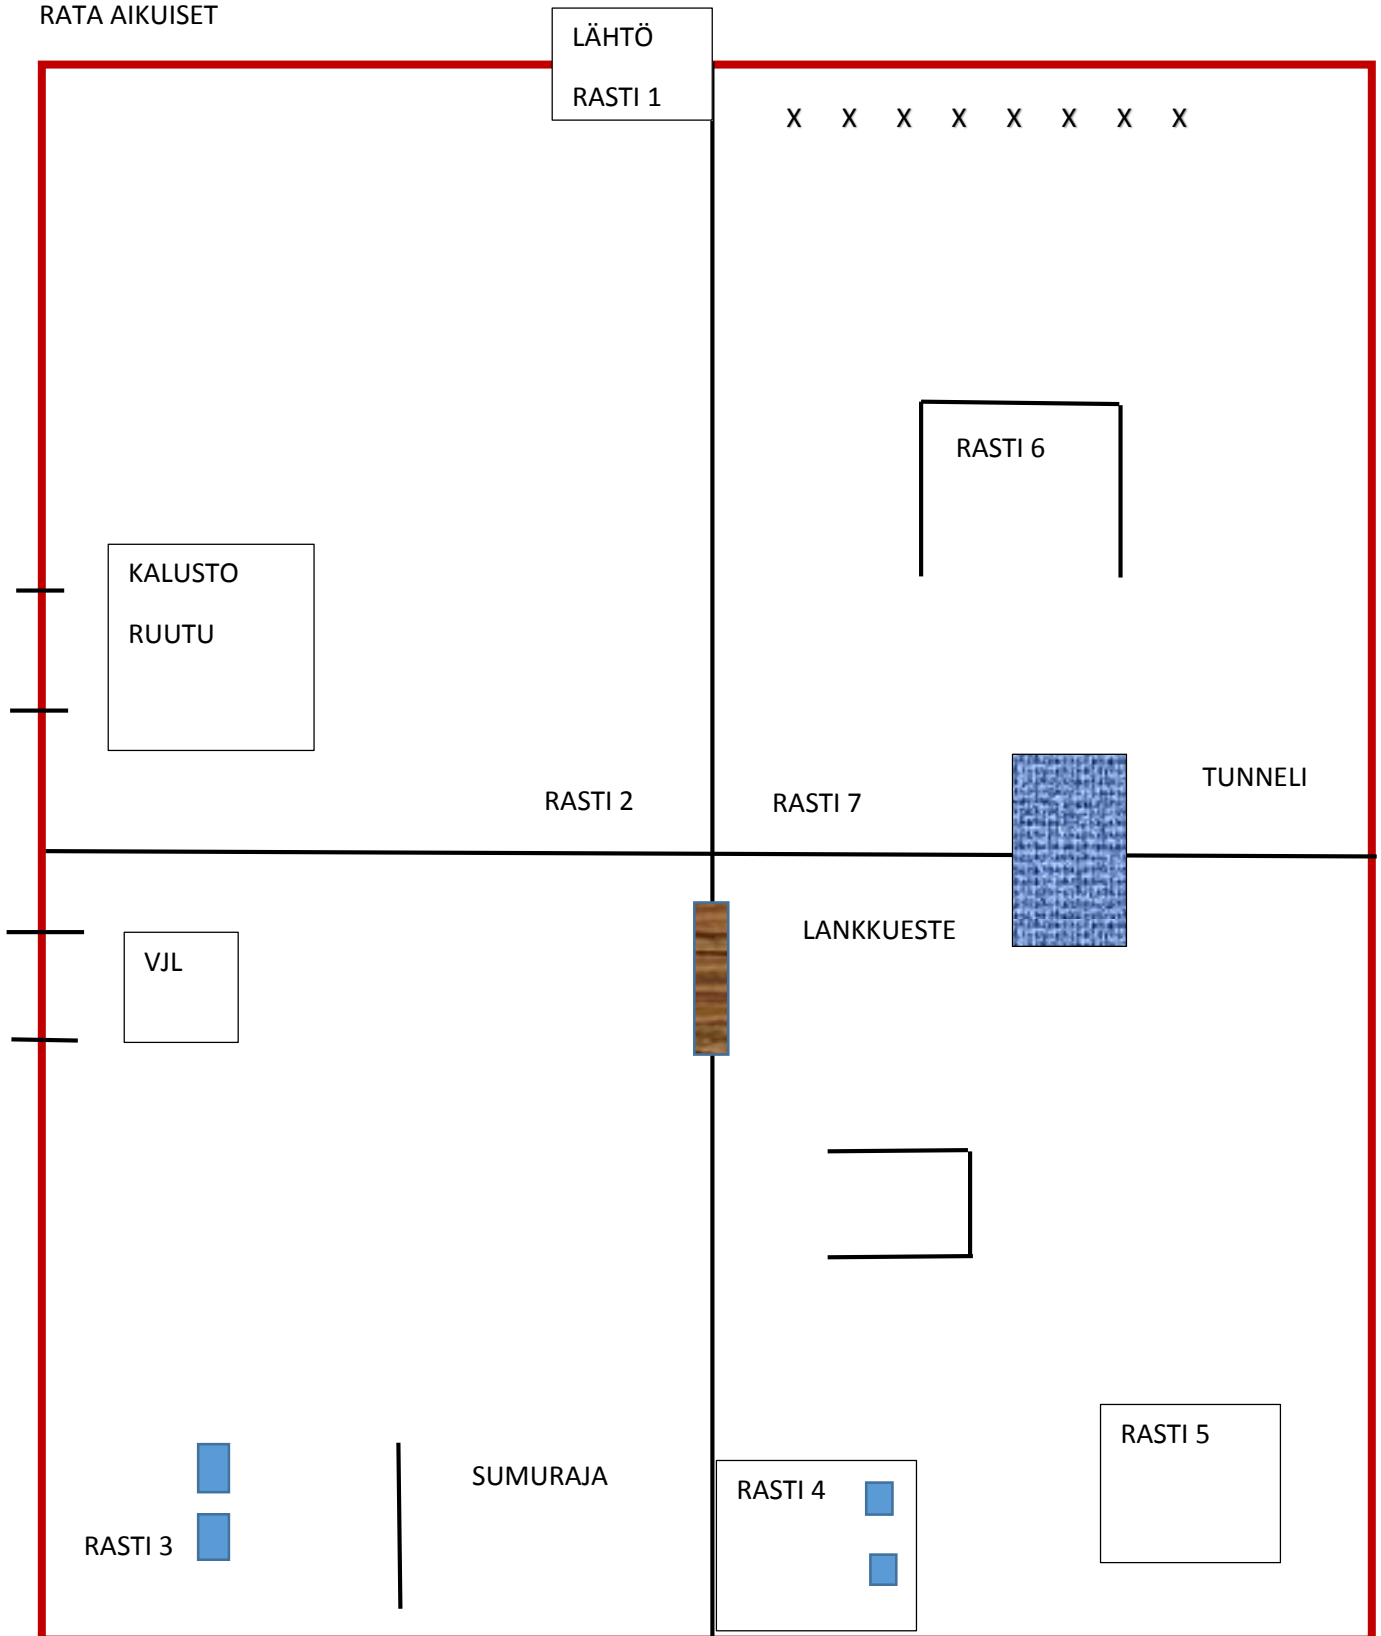 RATA AIKUISET
LÄHTÖ
RASTI 1
X X X X X X X X
RASTI 6
KALUSTO
RUUTU
TUNNELI
RASTI 2
RASTI 7
LANKKUESTE
VJL
RASTI 5
SUMURAJA
RASTI 4
RASTI 3